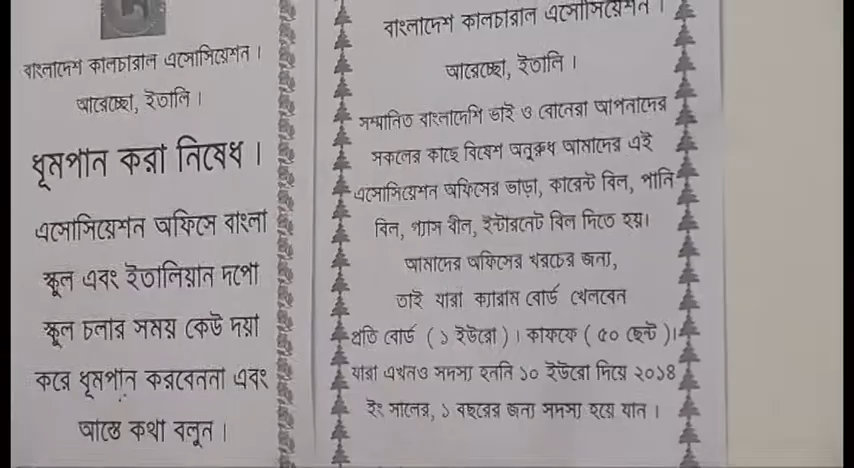 বাংলাদেশ কালচারাল এসোসিয়েশন ।
আরেচ্ছো, ইতালি ।
ধূমপান করা নিষেধ ।
এসোসিয়েশন অফিসে বাংলা
স্কুল এবং ইতালিয়ান দপো
স্কুল চলার সময় কেউ দয়া
করে ধূমপান করবেননা এবং
আস্তে কথা বলুন ।
বাংলাদেশ কালচারাল এসোসিয়েশন ।
আরেচ্ছো, ইতালি ।
সম্মানিত বাংলাদেশি ভাই ও বোনেরা আপনাদের
সকলের কাছে বিশেষ অনুরুধ আমাদের এই
এসোসিয়েশন অফিসের ভাড়া, কারেন্ট বিল, পানি
বিল, গ্যাস বীল, ইন্টারনেট বিল দিতে হয়।
আমাদের অফিসের খরচের জন্য,
তাই যারা ক্যারাম বোর্ড খেলবেন
প্রতি বোর্ড ( ১ ইউরো ) । কাফফে ( ৫০ ছেন্ট )।
যারা এখনও সদস্য হননি ১০ ইউরো দিয়ে ২০১৪
ইং সালের, ১ বছরের জন্য সদস্য হয়ে যান ।